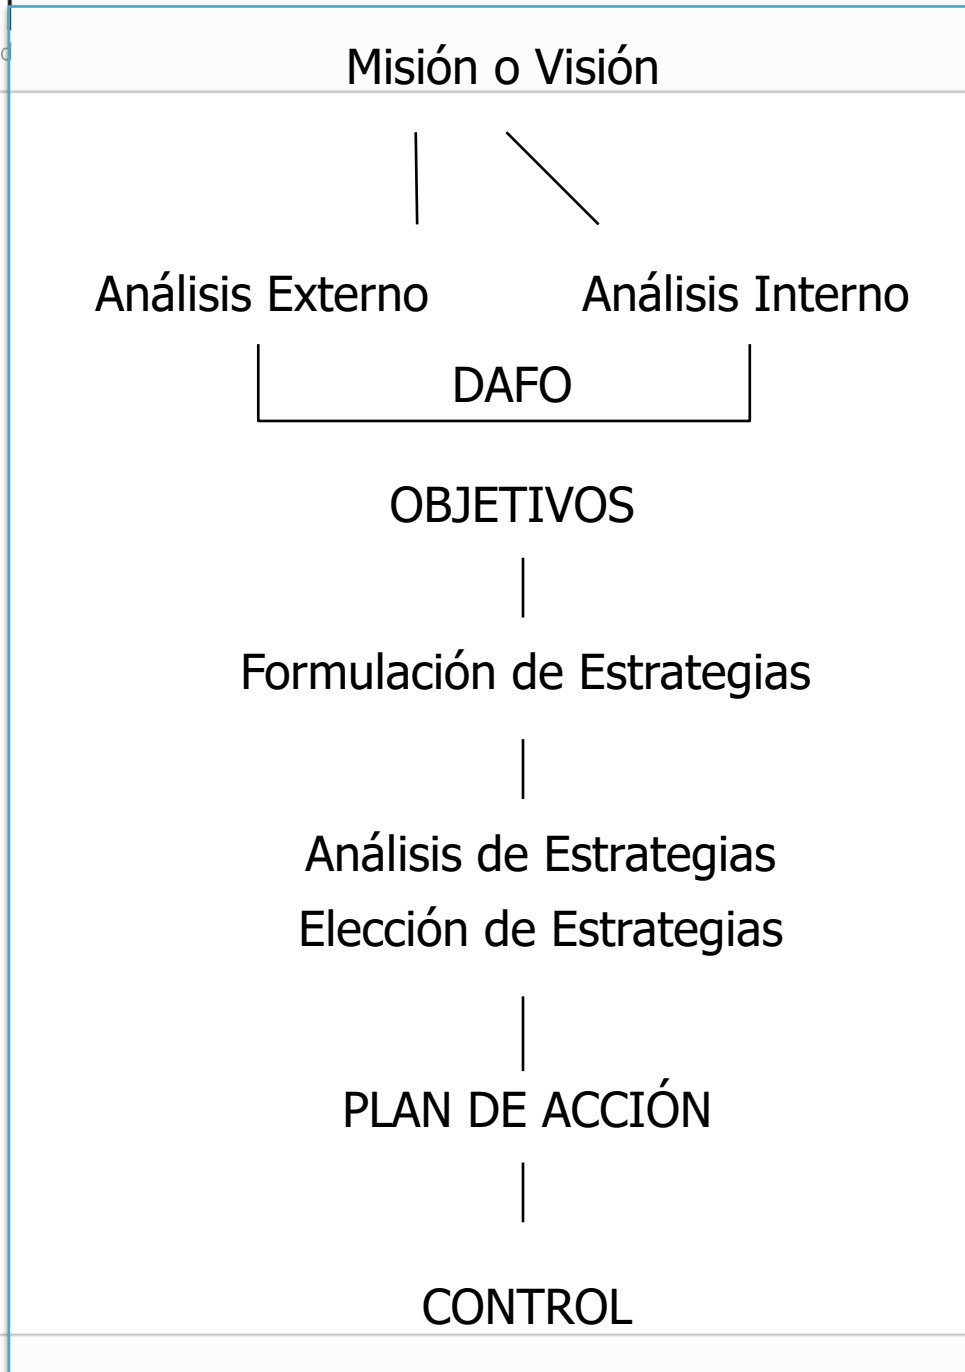 Misión o Visión
Análisis Externo Análisis Interno
DAFO
OBJETIVOS
Formulación de Estrategias
Análisis de Estrategias
Elección de Estrategias
PLAN DE ACCIÓN
CONTROL